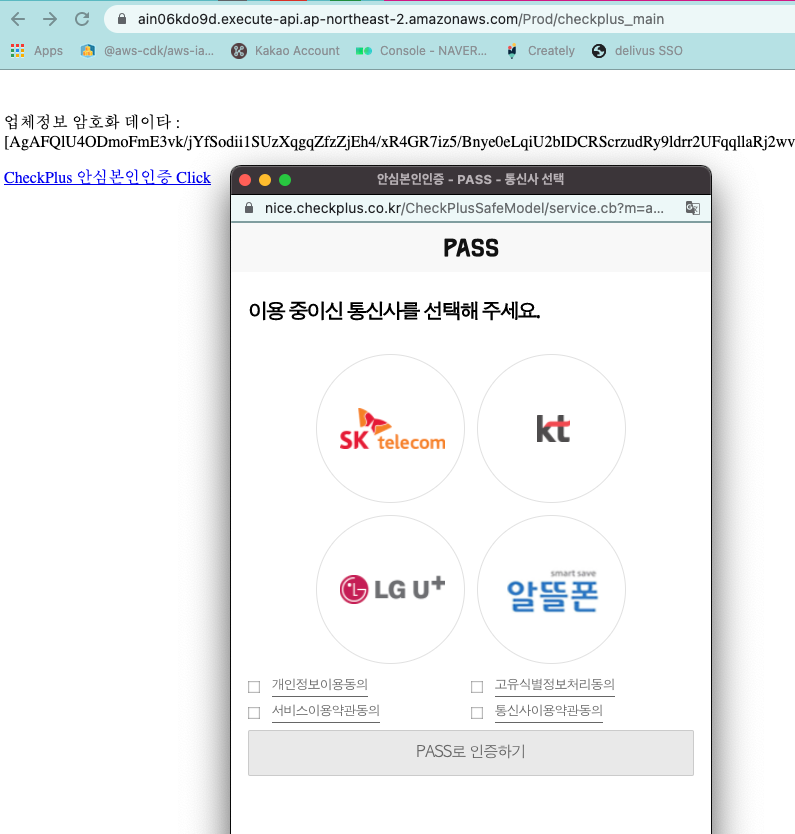 ain06kdo9d.execute-api.ap-northeast-2.amazonaws.com/Prod/checkplus_main
Apps @aws-cdk/aws-ia... Kakao Account Console - NAVER... Creately delivus SSO
업체정보 암호화 데이타 :
[AgAFQlU4ODmoFmE3vk/jYfSodii1SUzXqgqZfzZjEh4/xR4GR7iz5/Bnye0eLqiU2bIDCRScrzudRy9ldrr2UFqqllaRj2wv
CheckPlus 안심본인인증 Click
안심본인인증 - PASS - 통신사 선택
nice.checkplus.co.kr/CheckPlusSafeModel/service.cb?m=a...
PASS
이용 중이신 통신사를 선택해 주세요.
SK telecom
kt
LG U+
smart save
알뜰폰
개인정보이용동의 고유식별정보처리동의
서비스이용약관동의 통신사이용약관동의
PASS로 인증하기